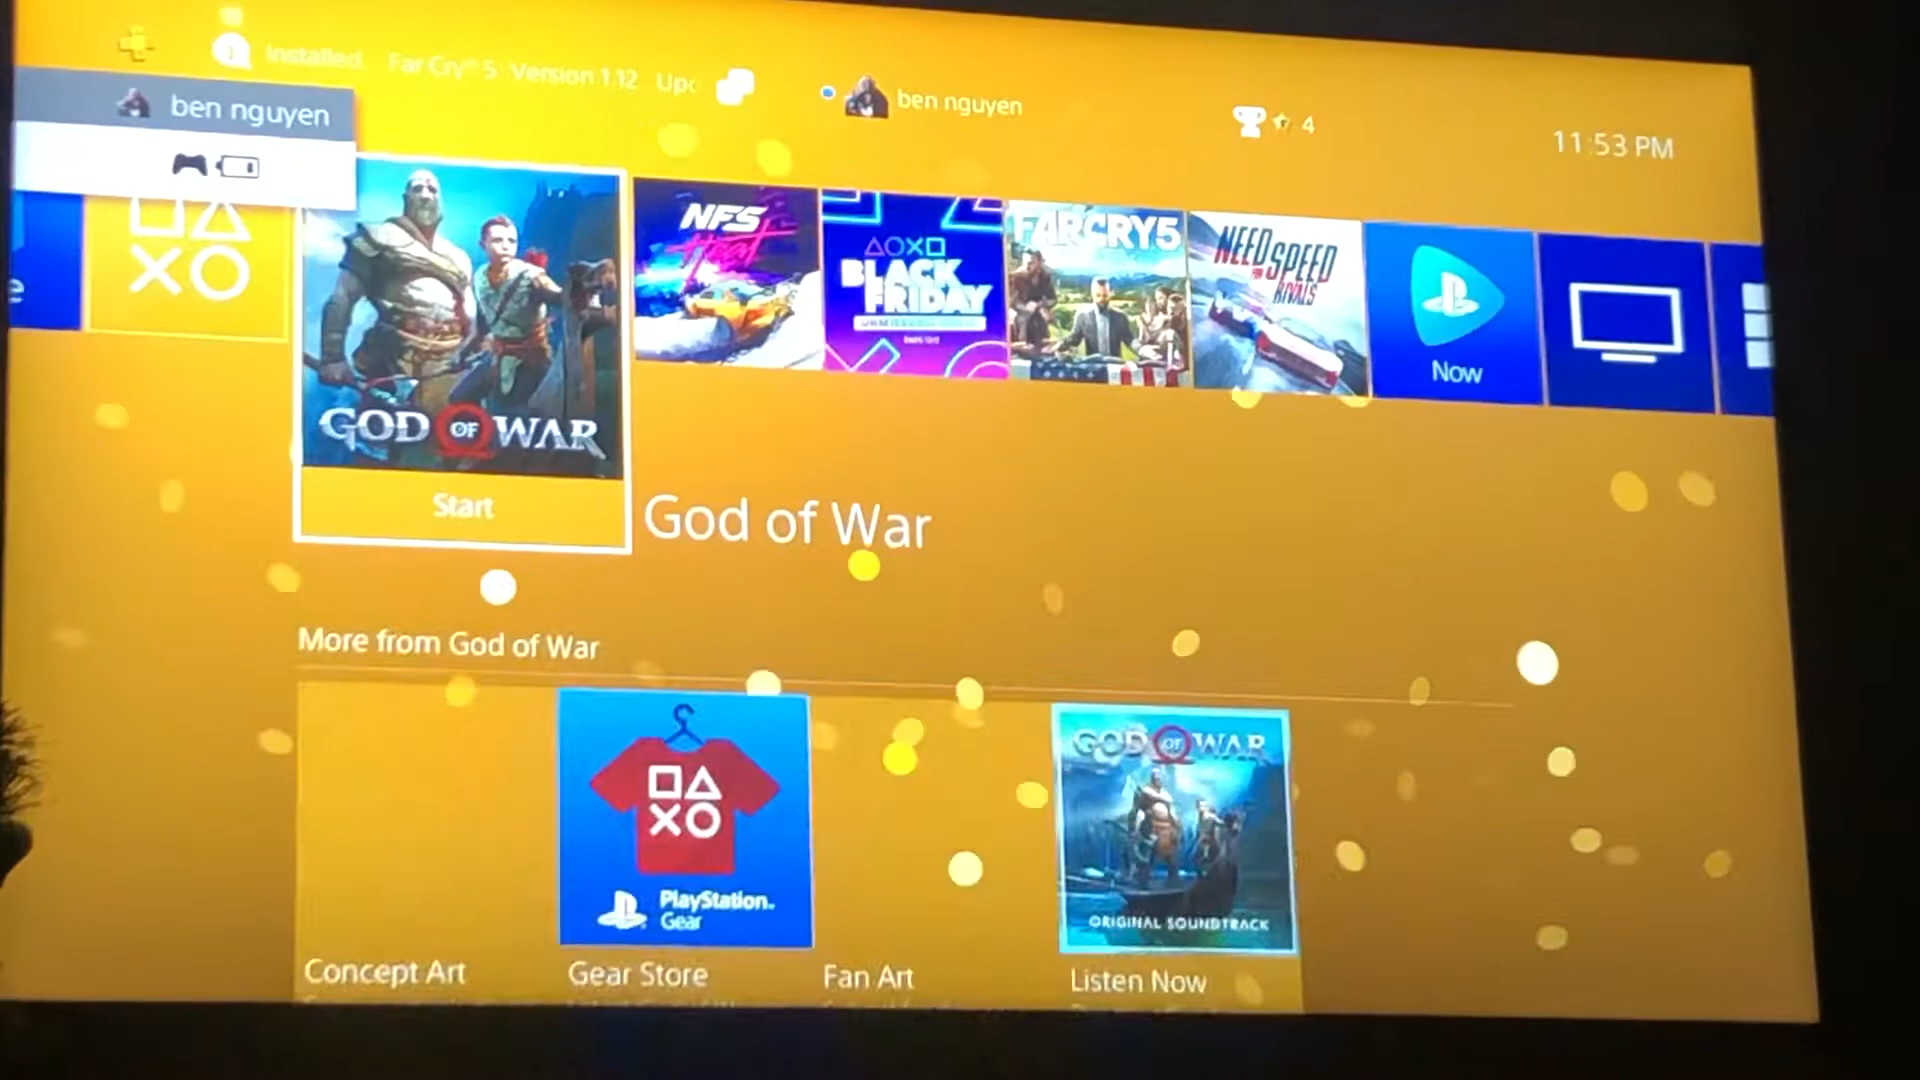 Installed. Far Cry® 5 Version 1.12
ben nguyen
4
11:53 PM
ben nguyen
e
GOD OF WAR
Start
NFS
Heat
BLACK
FRIDAY
FARCRY5
NEED FOR SPEED
RIVALS
Now
God of War
More from God of War
PlayStation™
Gear
GOD OF WAR
ORIGINAL SOUNDTRACK
Concept Art
Gear Store
Fan Art
Listen Now